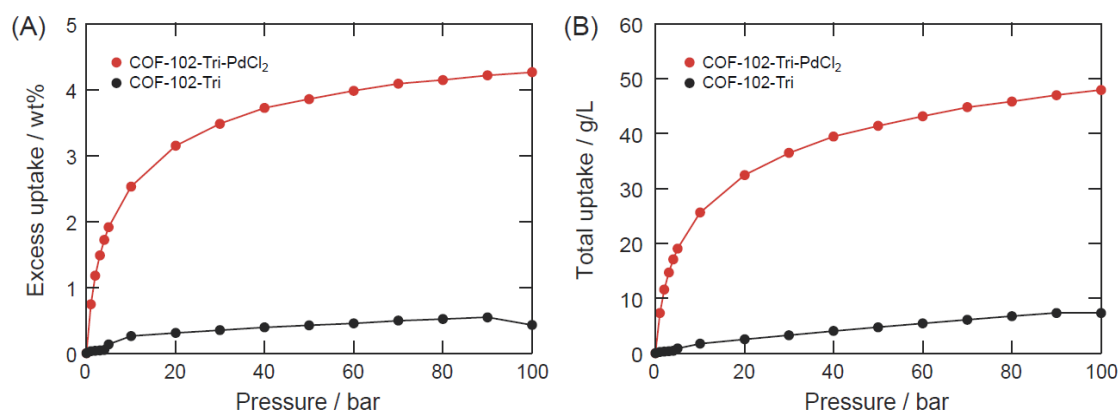 (A)
Excess uptake / wt%
5
4
3
2
1
0
COF-102-Tri-PdCl₂
COF-102-Tri
0 20 40 60 80 100
Pressure / bar
(B)
Total uptake / g/L
60
50
40
30
20
10
0
COF-102-Tri-PdCl₂
COF-102-Tri
0 20 40 60 80 100
Pressure / bar